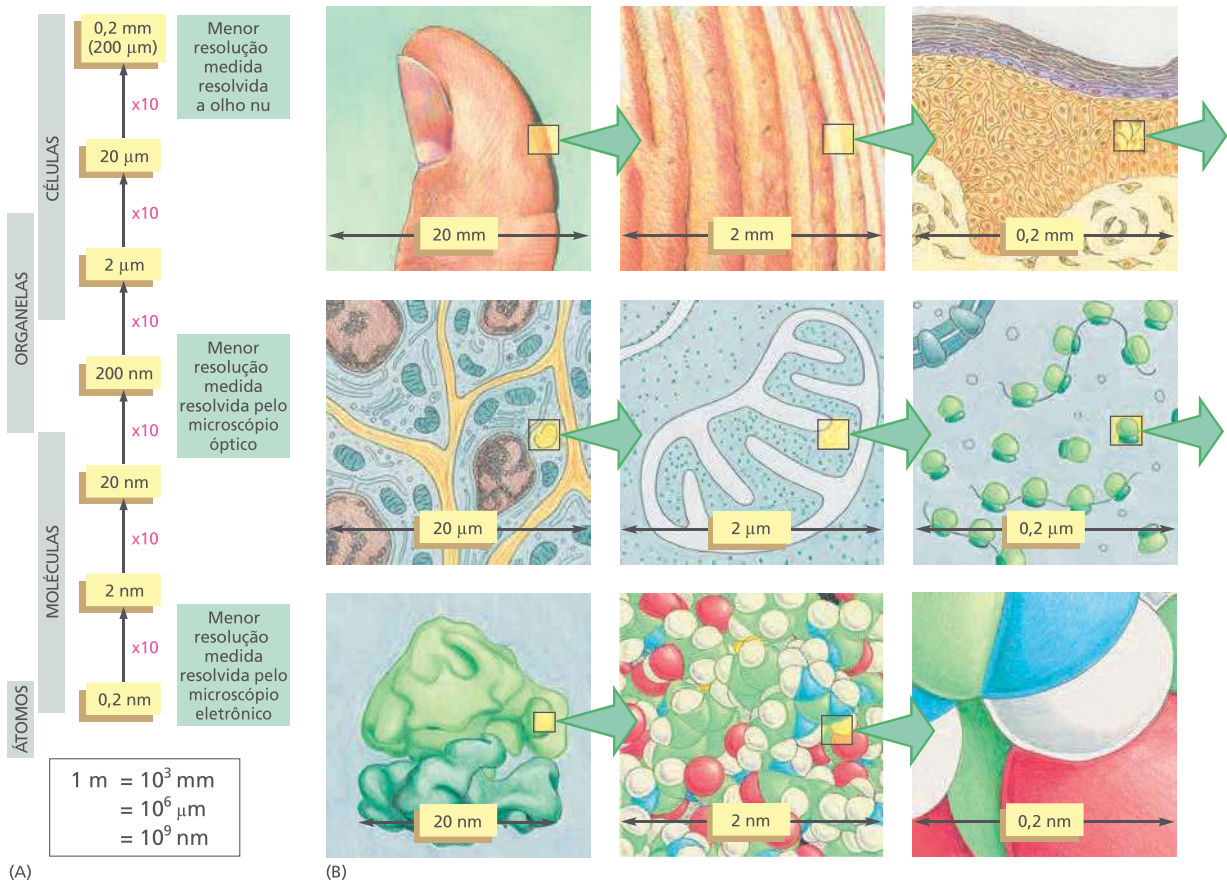 CÉLULAS
ORGANELAS
MOLÉCULAS
ÁTOMOS
0,2 mm
(200 µm)
x10
20 µm
x10
2 µm
x10
200 nm
x10
20 nm
x10
2 nm
x10
0,2 nm
Menor
resolução
medida
resolvida
a olho nu
Menor
resolução
medida
resolvida pelo
microscópio
óptico
Menor
resolução
medida
resolvida pelo
microscópio
eletrônico
1 m = 10³ mm
= 10⁶ µm
= 10⁹ nm
(A)
20 mm
2 mm
0,2 mm
20 µm
2 µm
0,2 µm
20 nm
2 nm
0,2 nm
(B)